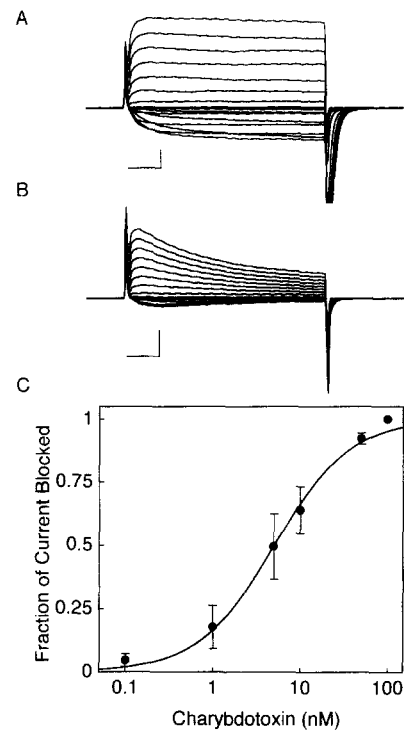 A
B
C
Fraction of Current Blocked
1
0.75
0.5
0.25
0
0.1
1
10
100
Charybdotoxin (nM)